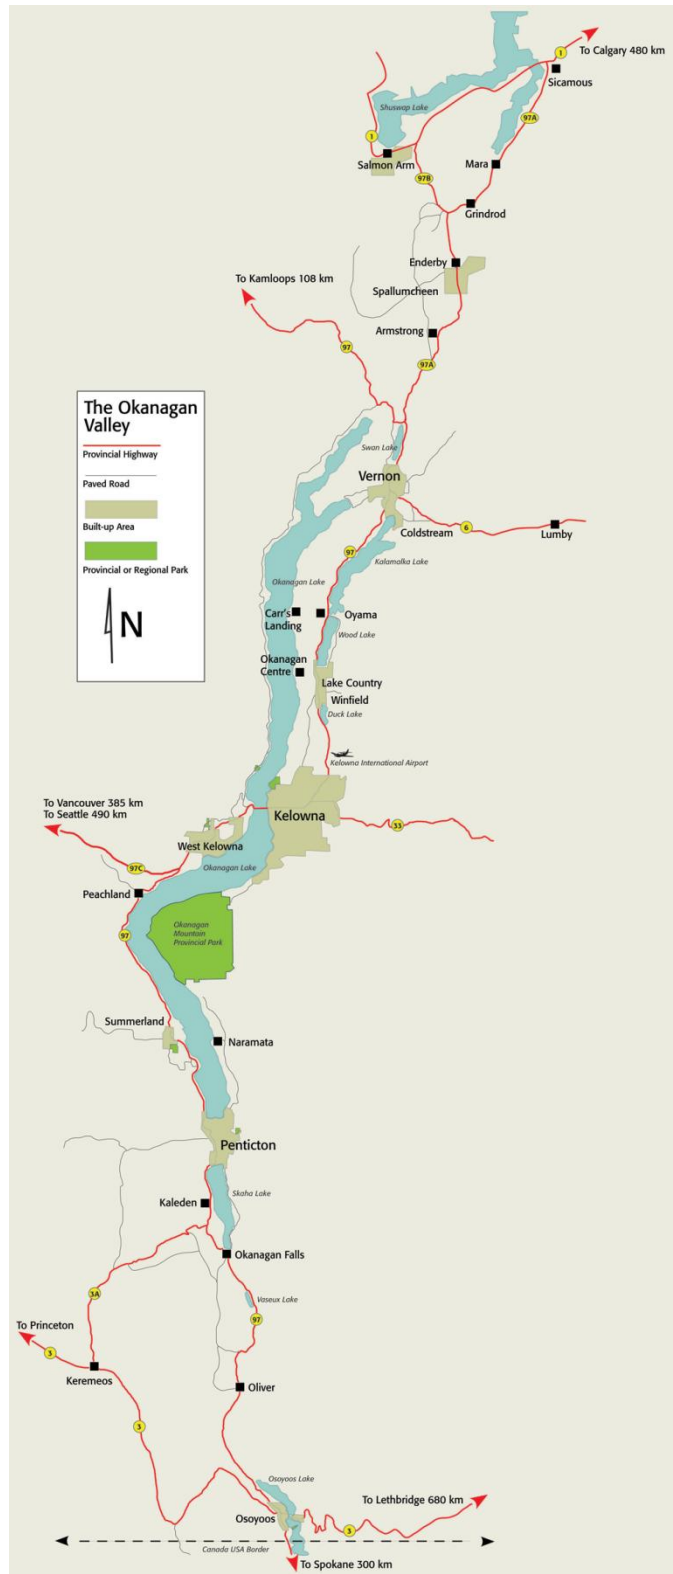 1
To Calgary 480 km
Sicamous
Shuswap Lake
97A
1
Salmon Arm
Mara
97B
Grindrod
Enderby
To Kamloops 108 km
Spallumcheen
Armstrong
97
97A
The Okanagan
Valley
Provincial Highway
Paved Road
Built-up Area
Provincial or Regional Park
N
Swan Lake
Vernon
6
Coldstream
Lumby
97
Kalamalka Lake
Okanagan Lake
Carr's
Landing
Oyama
Wood Lake
Okanagan
Centre
Lake Country
Winfield
Duck Lake
Kelowna International Airport
To Vancouver 385 km
To Seattle 490 km
Kelowna
33
West Kelowna
97C
Okanagan Lake
Peachland
97
Okanagan
Mountain
Provincial Park
Summerland
Naramata
Penticton
Skaha Lake
Kaleden
Okanagan Falls
3A
Vaseux Lake
97
To Princeton
3
Keremeos
Oliver
3
Osoyoos Lake
To Lethbridge 680 km
Osoyoos
3
Canada USA Border
To Spokane 300 km